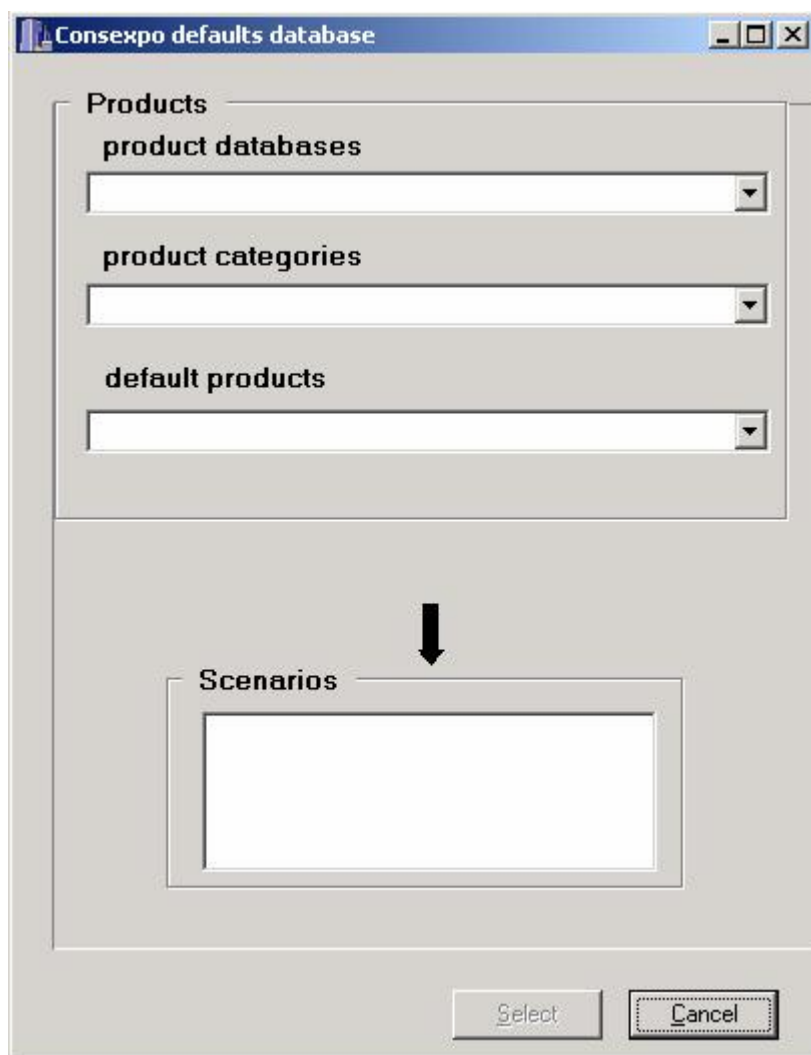 Consexpo defaults database
Products
product databases
product categories
default products
Scenarios
Select
Cancel